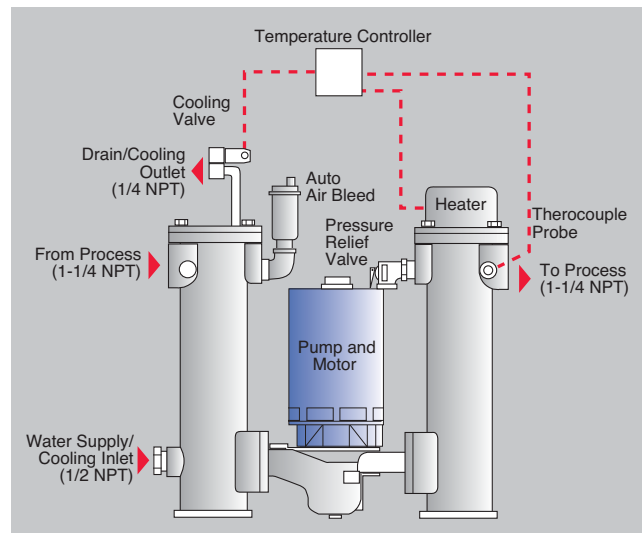 Temperature Controller
Cooling
Valve
Drain/Cooling
Outlet
(1/4 NPT)
Auto
Air Bleed
Heater
Pressure
Relief
Valve
Therocouple
Probe
From Process
(1-1/4 NPT)
To Process
(1-1/4 NPT)
Pump and
Motor
Water Supply/
Cooling Inlet
(1/2 NPT)